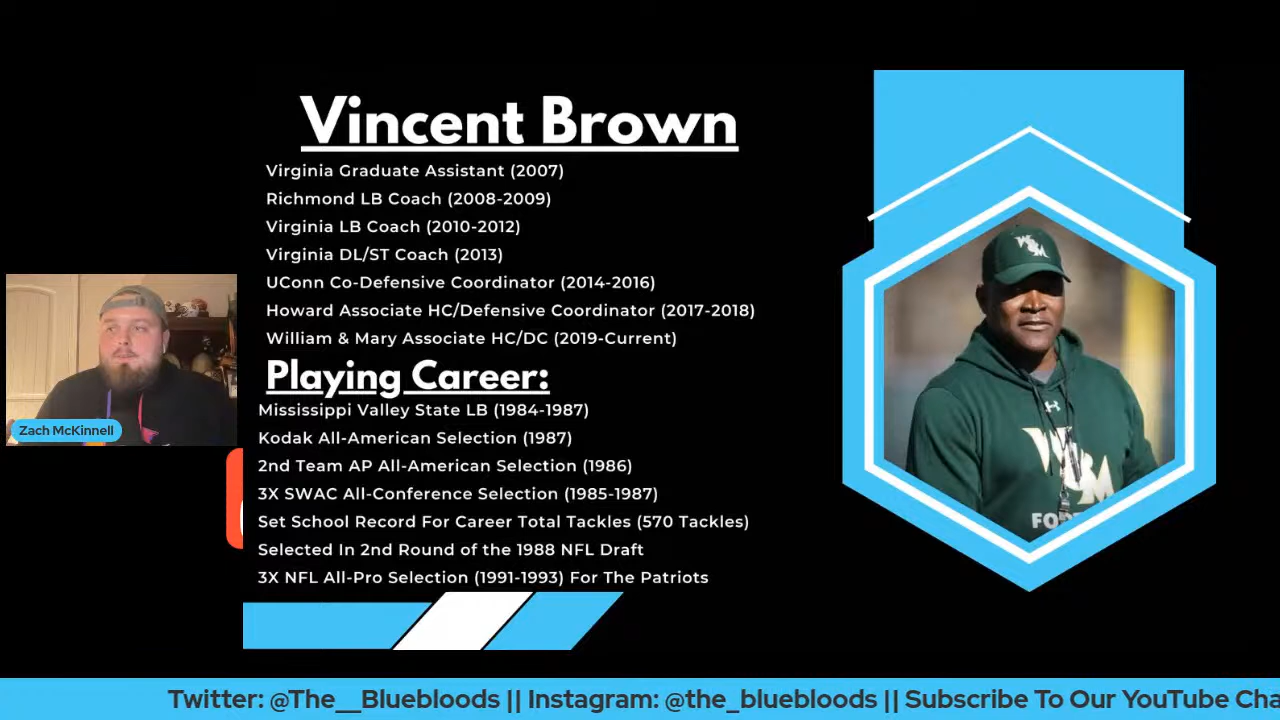 Vincent Brown
Virginia Graduate Assistant (2007)
Richmond LB Coach (2008-2009)
Virginia LB Coach (2010-2012)
Virginia DL/ST Coach (2013)
UConn Co-Defensive Coordinator (2014-2016)
Howard Associate HC/Defensive Coordinator (2017-2018)
William & Mary Associate HC/DC (2019-Current)
Playing Career:
Mississippi Valley State LB (1984-1987)
Kodak All-American Selection (1987)
2nd Team AP All-American Selection (1986)
3X SWAC All-Conference Selection (1985-1987)
Set School Record For Career Total Tackles (570 Tackles)
Selected In 2nd Round of the 1988 NFL Draft
3X NFL All-Pro Selection (1991-1993) For The Patriots
Zach McKinnell
W&M
W&M
Twitter: @The__Bluebloods || Instagram: @the_bluebloods || Subscribe To Our YouTube Cha